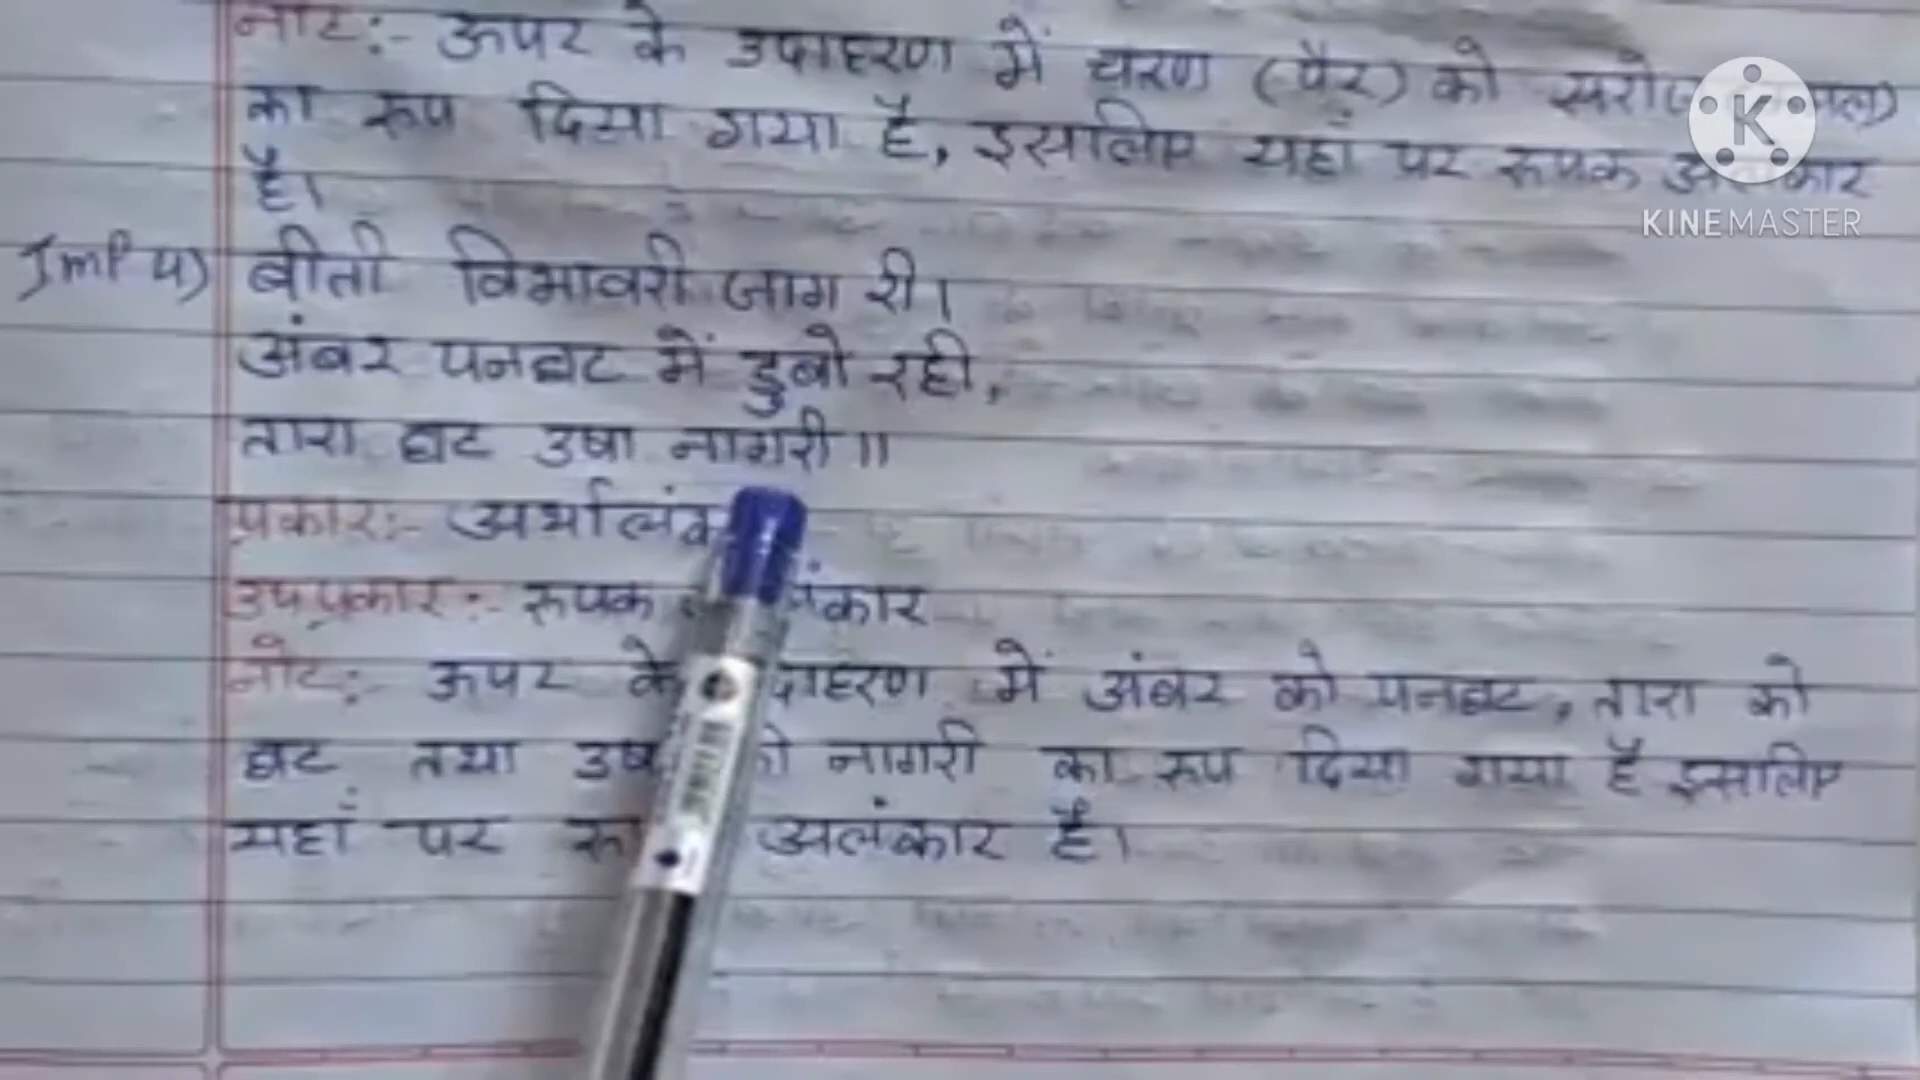 नोट:- ऊपर के उदाहरण में चरण (पैर) को सरोज
का रूप दिया गया है, इसलिए यहाँ पर रूपक अलंकार
है।
Imp 4) बीती विभावरी जाग री।
अंबर पनघट में डुबो रही,
तारा घट उषा नागरी॥
प्रकार:- अर्थालंक
उपप्रकार:- रूपक अलंकार
नोट:- ऊपर के उदाहरण में अंबर को पनघट, तारा को
घट तथा उषा को नागरी का रूप दिया गया है इसलिए
यहाँ पर रू अलंकार है।
K
KINEMASTER